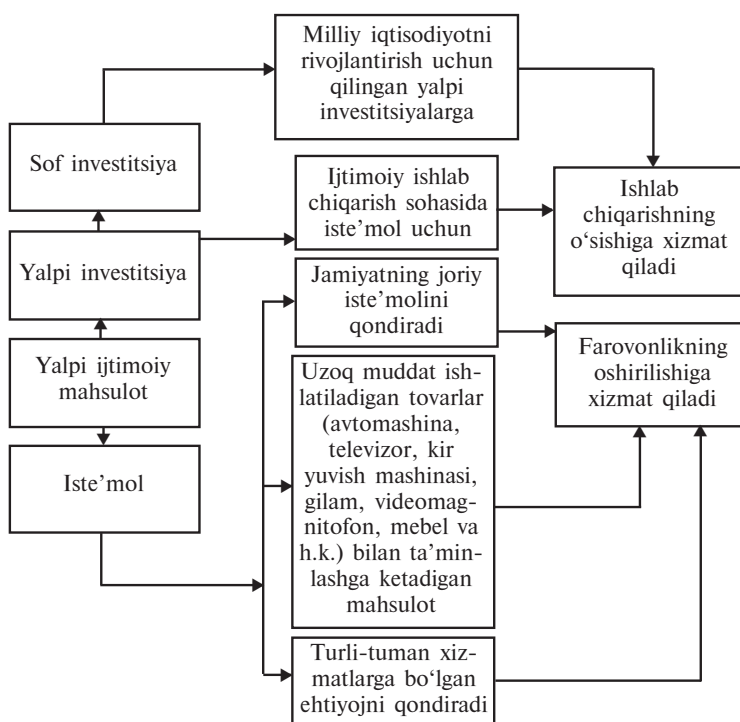 Milliy iqtisodiyotni
rivojlantirish uchun
qilingan yalpi
investitsiyalarga
Sof investitsiya
Ijtimoiy ishlab
chiqarish sohasida
iste’mol uchun
Ishlab
chiqarishning
o‘sishiga xizmat
qiladi
Yalpi investitsiya
Jamiyatning joriy
iste’molini
qondiradi
Yalpi ijtimoiy
mahsulot
Farovonlikning
oshirilishiga
xizmat qiladi
Uzoq muddat ish-
latiladigan tovarlar
(avtomashina,
televizor, kir
yuvish mashinasi,
gilam, videomag-
nitofon, mebel va
h.k.) bilan ta’min-
lashga ketadigan
mahsulot
Iste’mol
Turli-tuman xiz-
matlarga bo‘lgan
ehtiyojni qondiradi